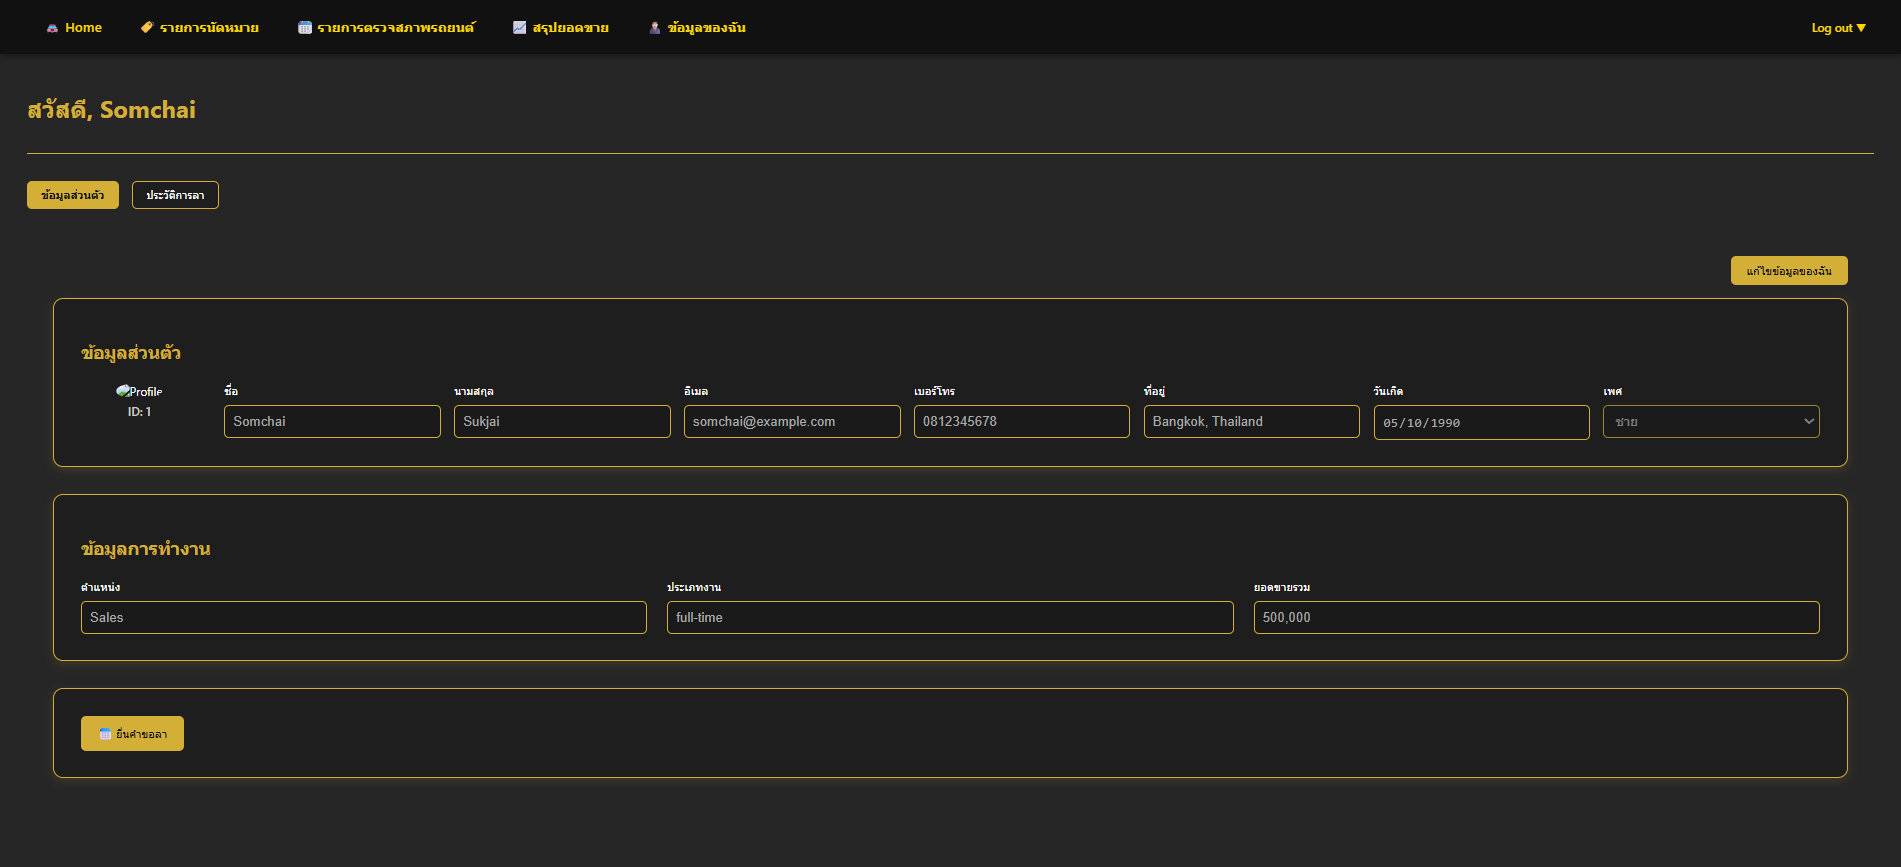 Home รายการนัดหมาย รายการตรวจสภาพรถยนต์ สรุปยอดขาย ข้อมูลของฉัน Log out ▼
สวัสดี, Somchai
ข้อมูลส่วนตัว ประวัติการลา
แก้ไขข้อมูลของฉัน
ข้อมูลส่วนตัว
Profile ชื่อ นามสกุล อีเมล เบอร์โทร ที่อยู่ วันเกิด เพศ
ID: 1 Somchai Sukjai somchai@example.com 0812345678 Bangkok, Thailand 05/10/1990 ชาย
ข้อมูลการทำงาน
ตำแหน่ง ประเภทงาน ยอดขายรวม
Sales full-time 500,000
ยื่นคำขอลา